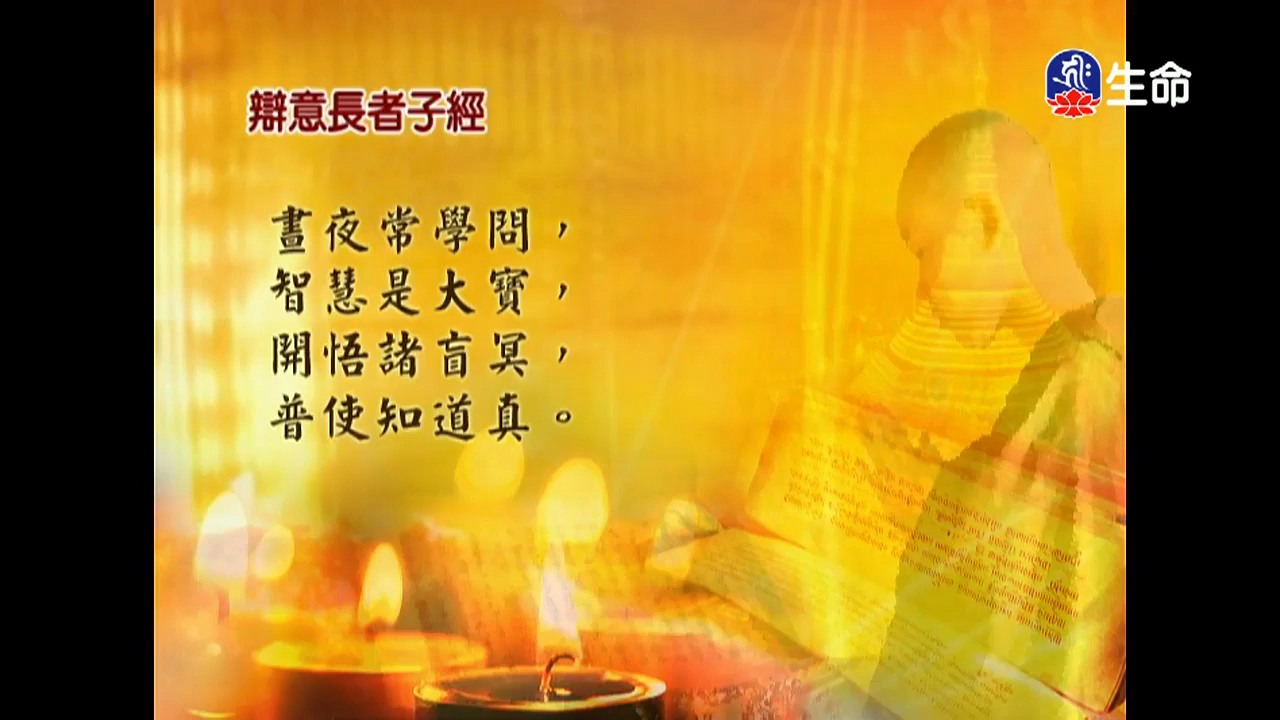 辯意長者子經
生命
晝夜常學問，
智慧是大寶，
開悟諸盲冥，
普使知道真。